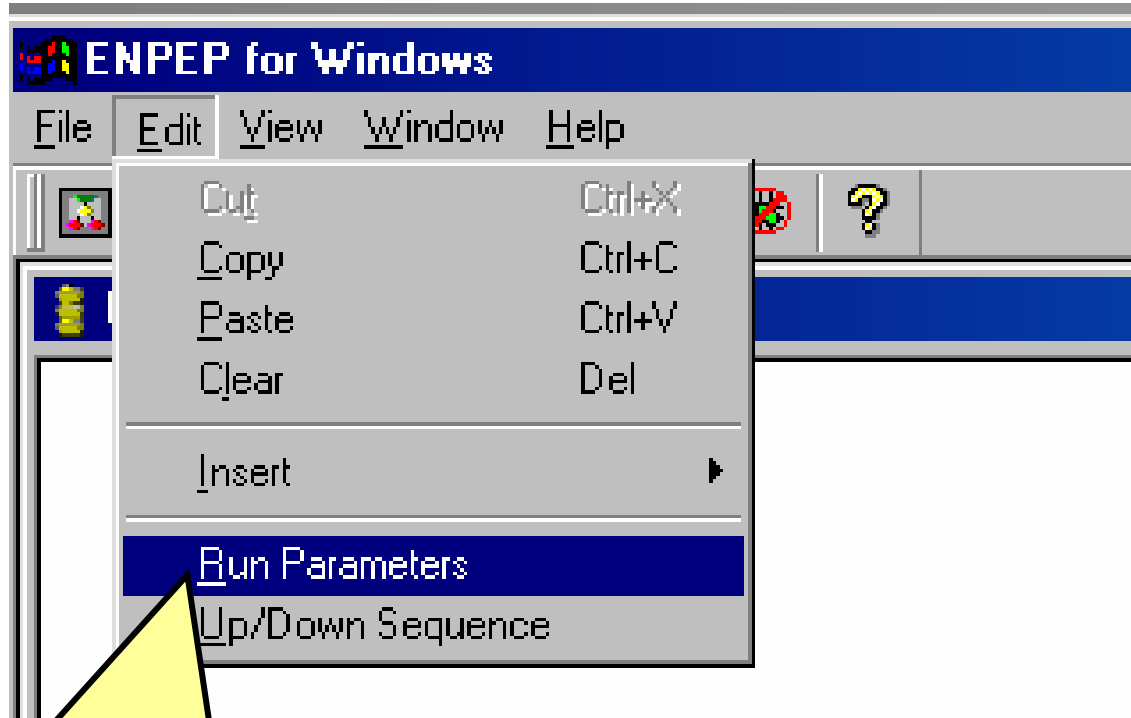 ENPEP for Windows
File Edit View Window Help
Cut Ctrl+X
Copy Ctrl+C
Paste Ctrl+V
Clear Del
Insert
Run Parameters
Up/Down Sequence